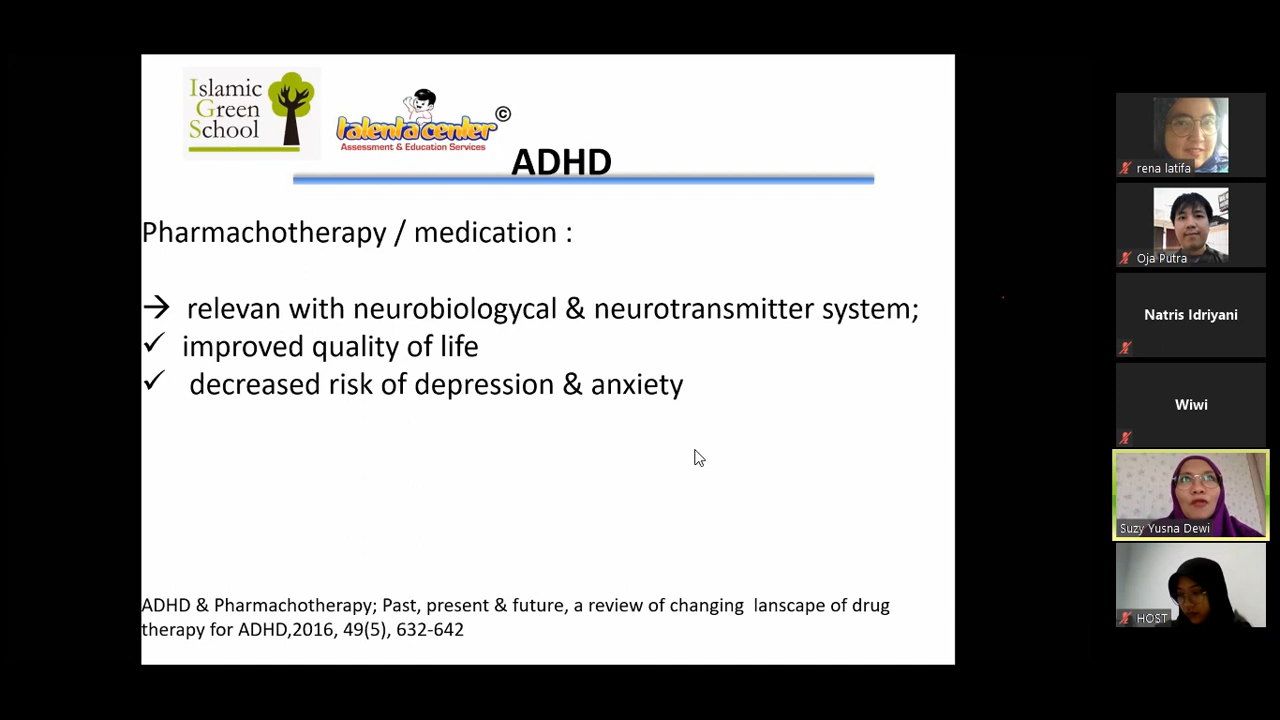 Islamic
Green
School
talenta center
©
Assessment & Education Services
ADHD
Pharmachotherapy / medication :
→ relevan with neurobiologycal & neurotransmitter system;
✓ improved quality of life
✓ decreased risk of depression & anxiety
ADHD & Pharmachotherapy; Past, present & future, a review of changing lanscape of drug
therapy for ADHD,2016, 49(5), 632-642
rena latifa
Oja Putra
Natris Idriyani
Wiwi
Suzy Yusna Dewi
HOST